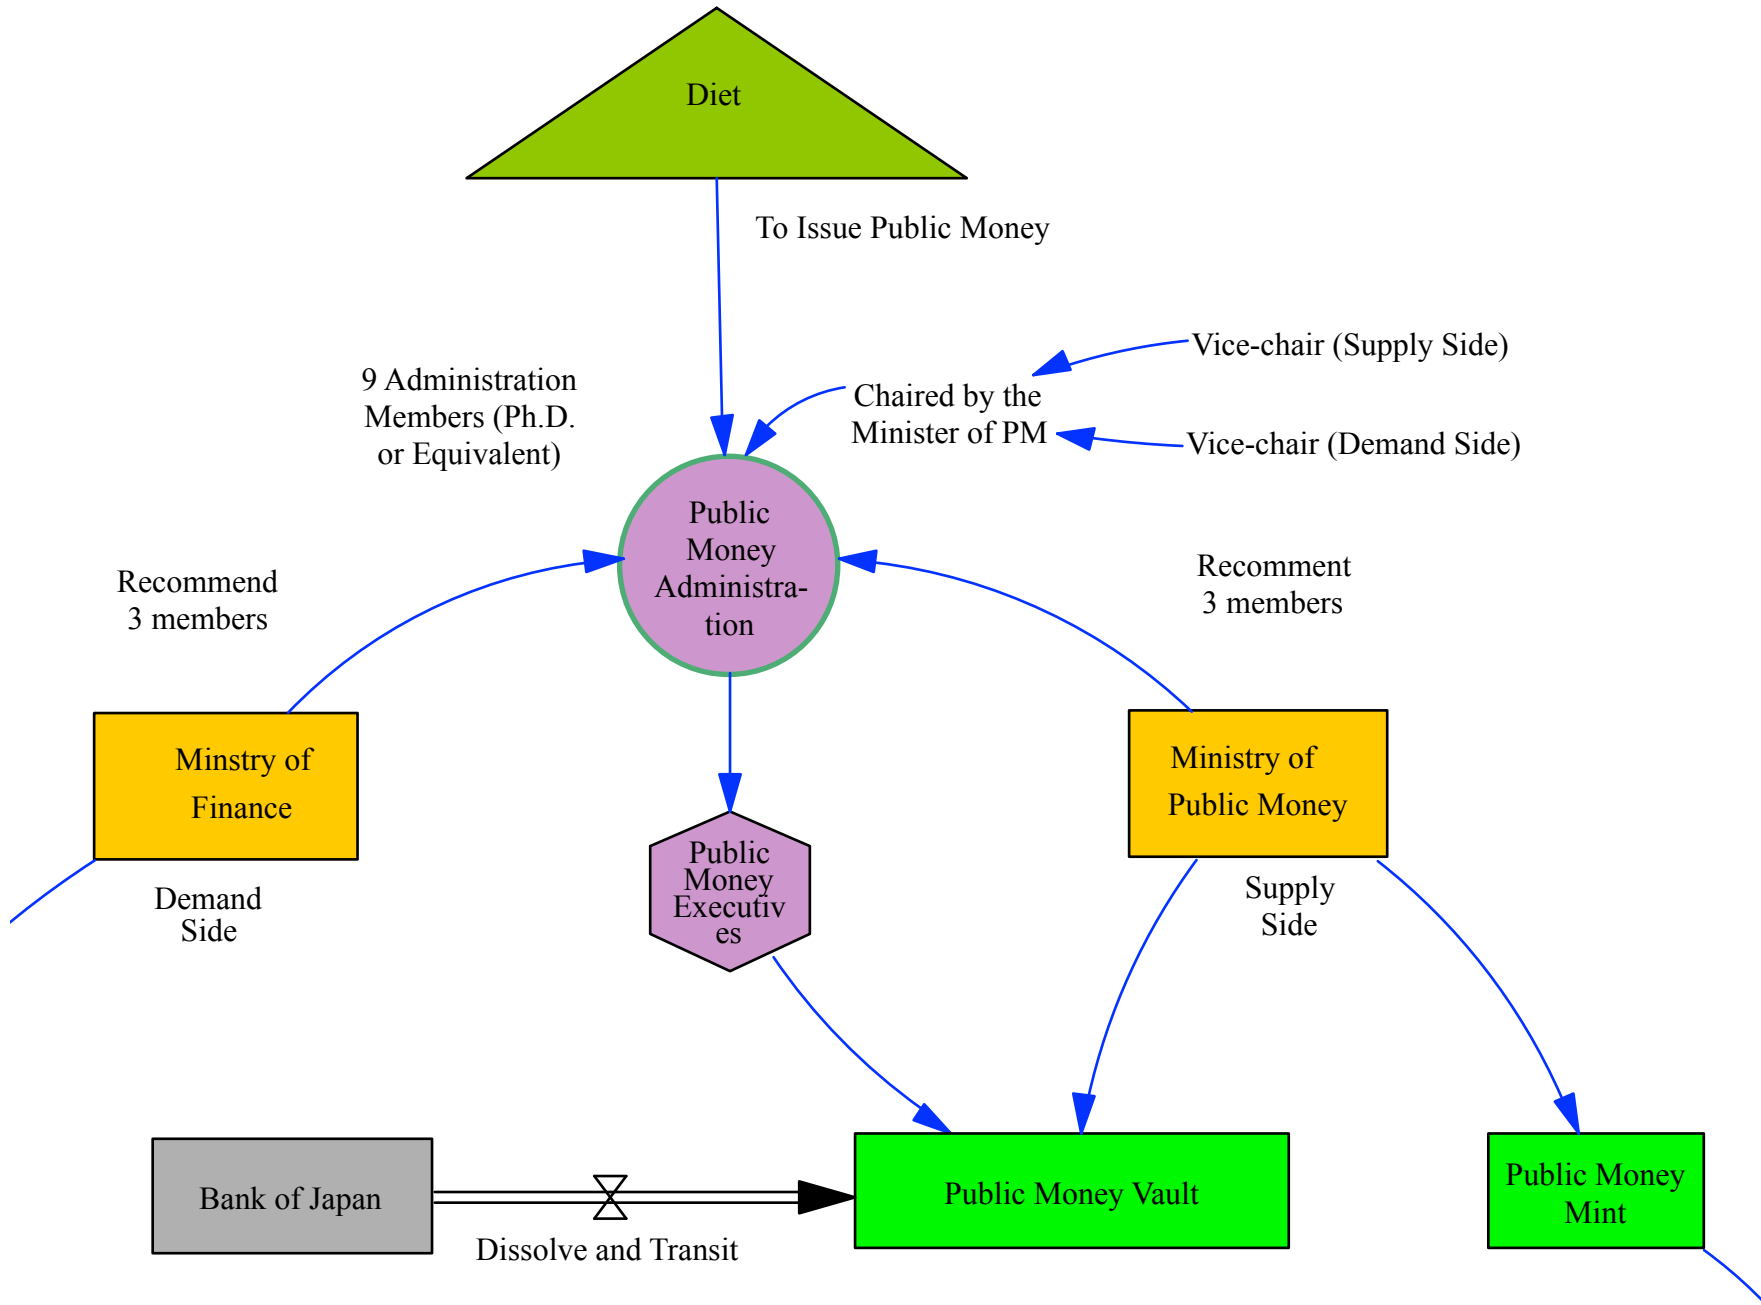 Diet
To Issue Public Money
Vice-chair (Supply Side)
9 Administration
Members (Ph.D.
or Equivalent)
Chaired by the
Minister of PM
Vice-chair (Demand Side)
Public
Money
Administra-
tion
Recommend
3 members
Recomment
3 members
Minstry of
Finance
Ministry of
Public Money
Public
Money
Executiv
es
Demand
Side
Supply
Side
Bank of Japan
Dissolve and Transit
Public Money Vault
Public Money
Mint